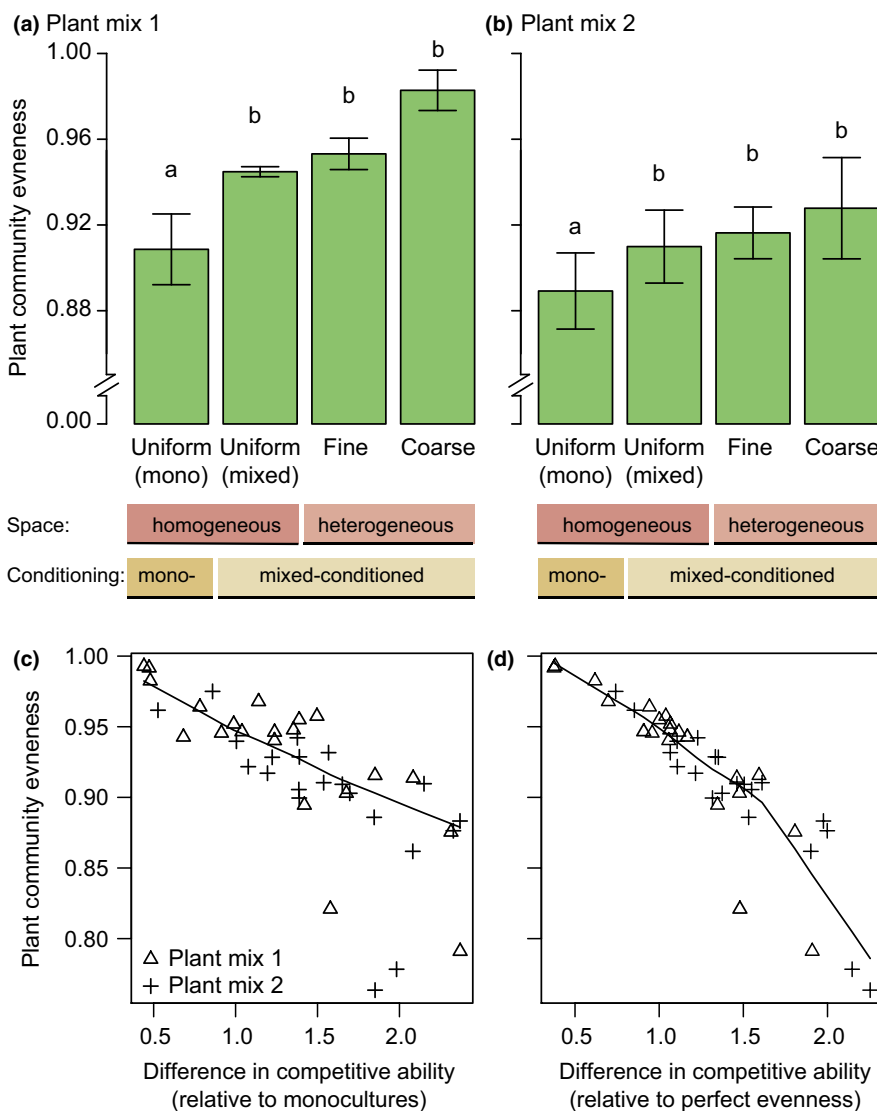 (a) Plant mix 1
(b) Plant mix 2
Plant community evneness
1.00
0.96
0.92
0.88
0.00
a
b
b
b
a
b
b
b
Uniform (mono)
Uniform (mixed)
Fine
Coarse
Uniform (mono)
Uniform (mixed)
Fine
Coarse
Space:
homogeneous
heterogeneous
homogeneous
heterogeneous
Conditioning:
mono-
mixed-conditioned
mono-
mixed-conditioned
(c)
(d)
Plant community eveness
1.00
0.95
0.90
0.85
0.80
Plant mix 1
Plant mix 2
0.5 1.0 1.5 2.0
0.5 1.0 1.5 2.0
Difference in competitive ability
(relative to monocultures)
Difference in competitive ability
(relative to perfect evenness)